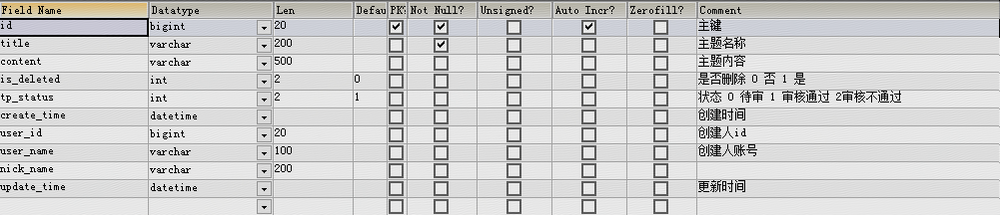 Field Name Datatype Len Defau PK? Not Null? Unsigned? Auto Incr? Zerofill? Comment
id bigint 20 主键
title varchar 200 主题名称
content varchar 500 主题内容
is_deleted int 2 0 是否删除 0 否 1 是
tp_status int 2 1 状态 0 待审 1 审核通过 2审核不通过
create_time datetime 创建时间
user_id bigint 20 创建人id
user_name varchar 100 创建人账号
nick_name varchar 200
update_time datetime 更新时间